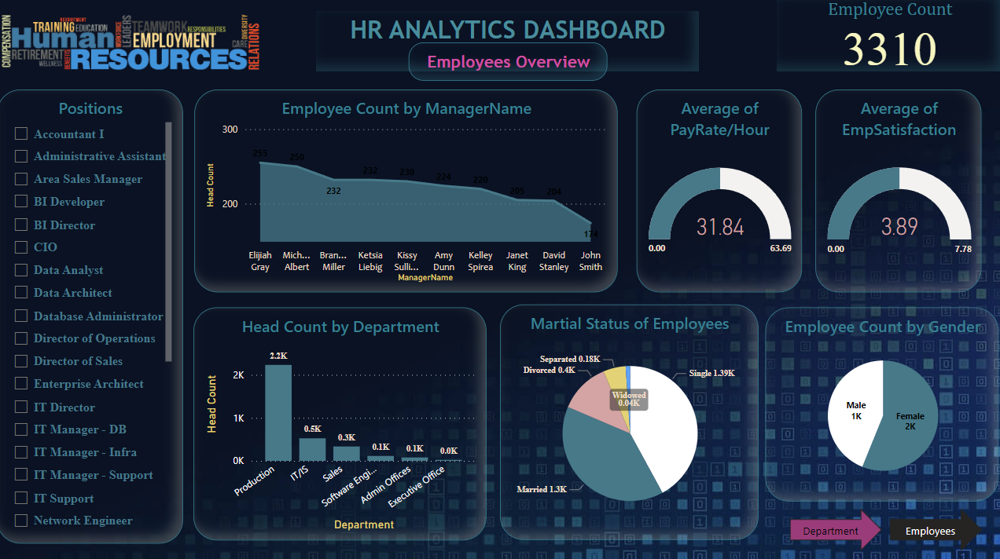 COMPENSATION
RECRUITMENT
TRAINING
EDUCATION
WORKFORCE
LEADERS
TEAMWORK
RESPONSIBILITIES
DIVERSITY
Human
EMPLOYMENT
CARE
RELATIONS
RETIREMENT
WELLNESS
BENEFITS
RESOURCES
HR ANALYTICS DASHBOARD
Employees Overview
Employee Count
3310
Positions
Accountant I
Administrative Assistant
Area Sales Manager
BI Developer
BI Director
CIO
Data Analyst
Data Architect
Database Administrator
Director of Operations
Director of Sales
Enterprise Architect
IT Director
IT Manager - DB
IT Manager - Infra
IT Manager - Support
IT Support
Network Engineer
Employee Count by ManagerName
300
200
Head Count
255
250
232
232
230
224
220
205
204
174
Elijiah Gray
Mich... Albert
Bran... Miller
Ketsia Liebig
Kissy Sulli...
Amy Dunn
Kelley Spirea
Janet King
David Stanley
John Smith
ManagerName
Average of
PayRate/Hour
31.84
0.00
63.69
Average of
EmpSatisfaction
3.89
0.00
7.78
Head Count by Department
Head Count
2K
1K
0K
2.2K
0.5K
0.3K
0.1K
0.1K
0.0K
Production
IT/IS
Sales
Software Engi...
Admin Offices
Executive Office
Department
Martial Status of Employees
Separated 0.18K
Divorced 0.4K
Widowed
0.04K
Single 1.39K
Married 1.3K
Employee Count by Gender
Male
1K
Female
2K
Department
Employees